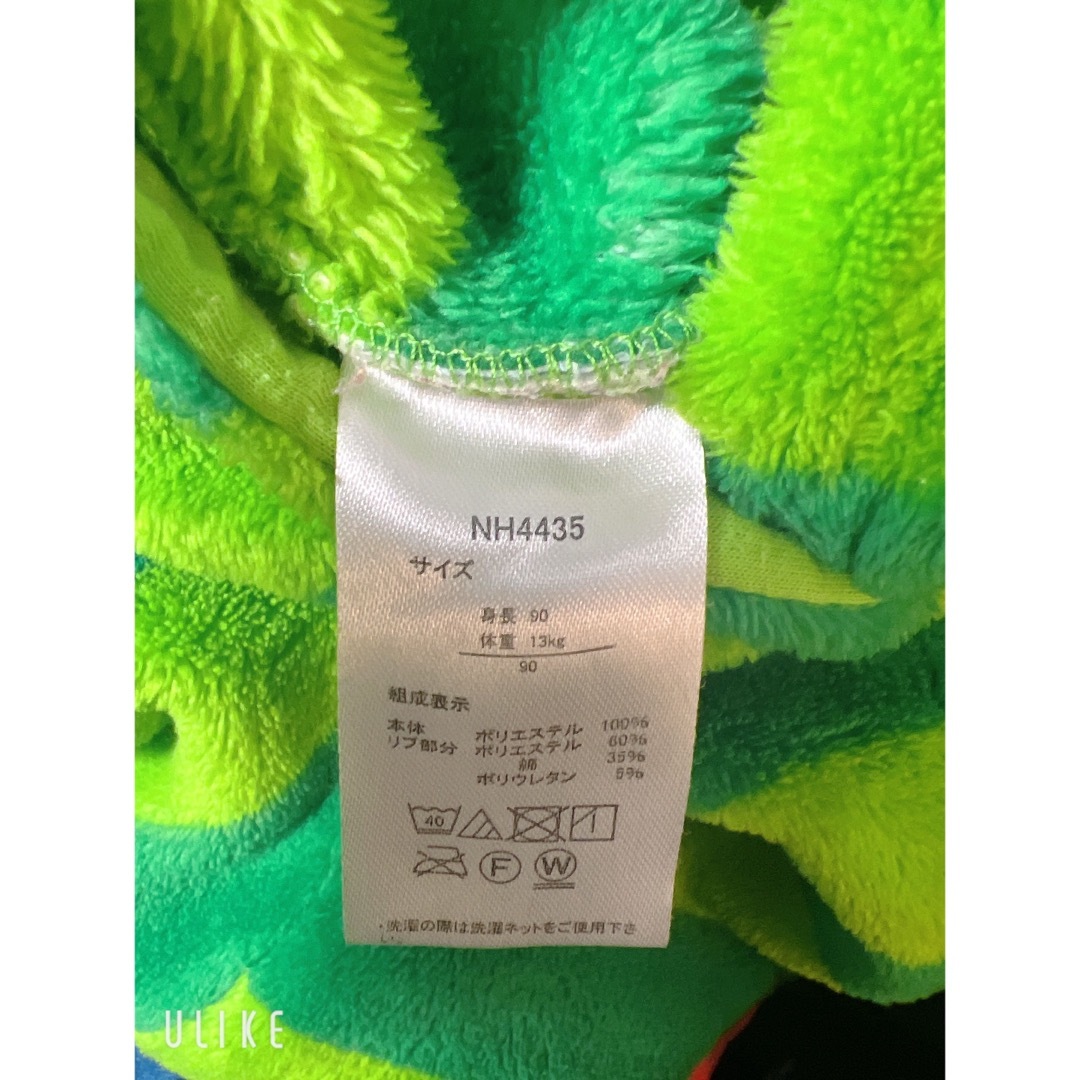 NH4435
サイズ
身長 90
体重 13kg
90
組成表示
本体 ポリエステル 100%
リブ部分 ポリエステル 60%
綿 35%
ポリウレタン 5%
40
F W
洗濯の際は洗濯ネットをご使用下さ
い。
ULIKE